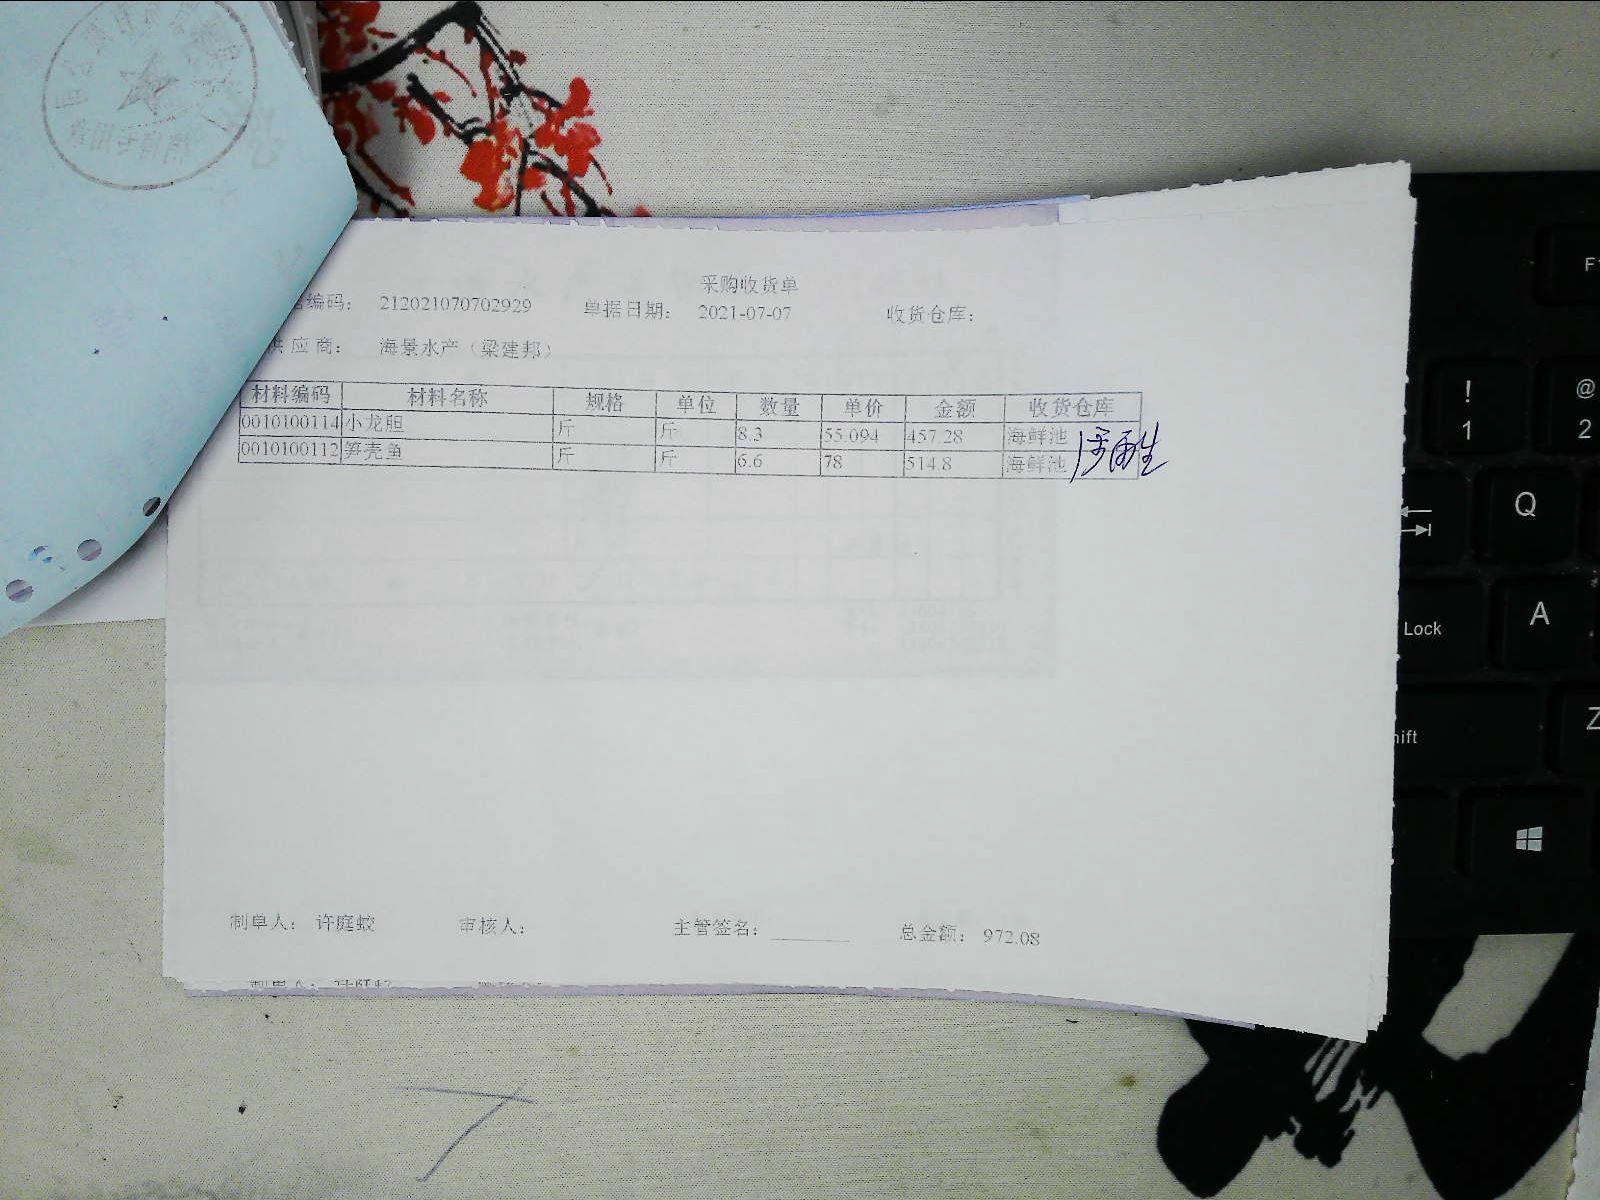 采购收货单
编码： 212021070702929 单据日期： 2021-07-07 收货仓库：
供应商： 海景水产（梁建邦）
材料编码 材料名称 规格 单位 数量 单价 金额 收货仓库
0010100114 小龙胆 斤 斤 8.3 55.094 457.28 海鲜池
0010100112 笋壳鱼 斤 斤 6.6 78 514.8 海鲜池
制单人： 许庭蛟 审核人： 主管签名： 总金额： 972.08
!
1
@
2
Q
A
Lock
Z
ift